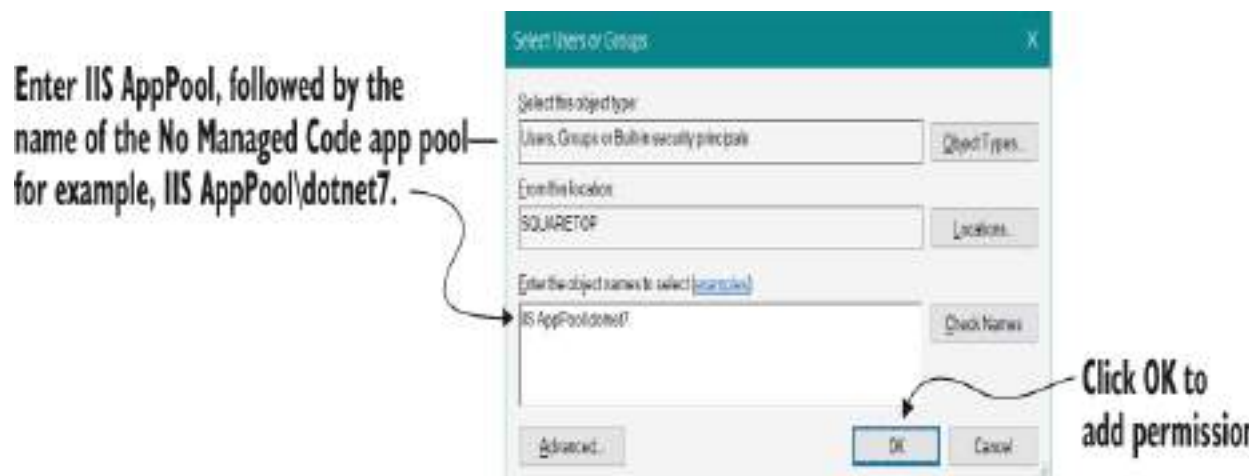 Enter IIS AppPool, followed by the
name of the No Managed Code app pool
for example, IIS AppPool\dotnet7.
Select Users or Groups
X
Select this object type:
Users, Groups or Built-in security principals
Object Types...
From this location:
SQUARETOP
Locations...
Enter the object names to select (examples):
IIS AppPool\dotnet7
Check Names
Click OK to
add permission
Advanced...
OK
Cancel